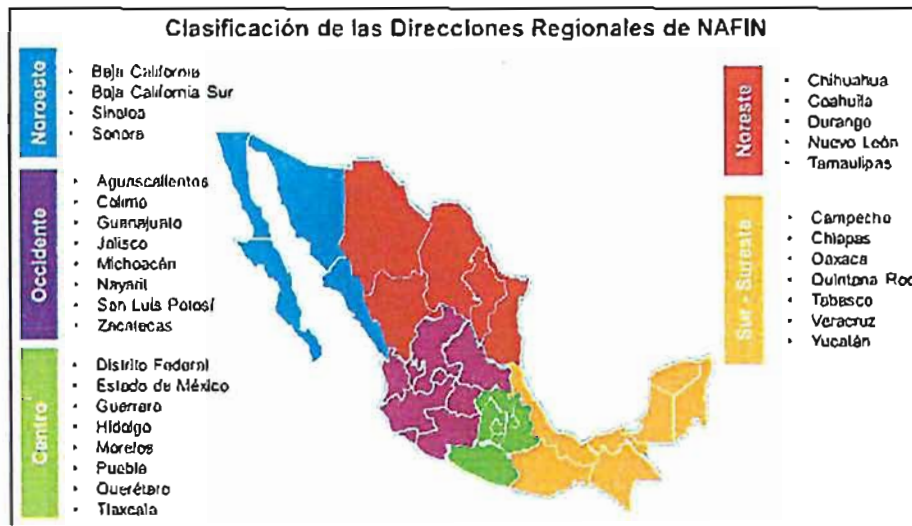 Clasificación de las Direcciones Regionales de NAFIN
Noroeste
Baja California
Baja California Sur
Sinaloa
Sonora
Occidente
Aguascalientes
Colima
Guanajuato
Jalisco
Michoacán
Nayarit
San Luis Potosí
Zacatecas
Centro
Distrito Federal
Estado de México
Guerrero
Hidalgo
Morelos
Puebla
Querétaro
Tlaxcala
Noreste
Chihuahua
Coahuila
Durango
Nuevo León
Tamaulipas
Sur - Sureste
Campeche
Chiapas
Oaxaca
Quintana Roo
Tabasco
Veracruz
Yucatán